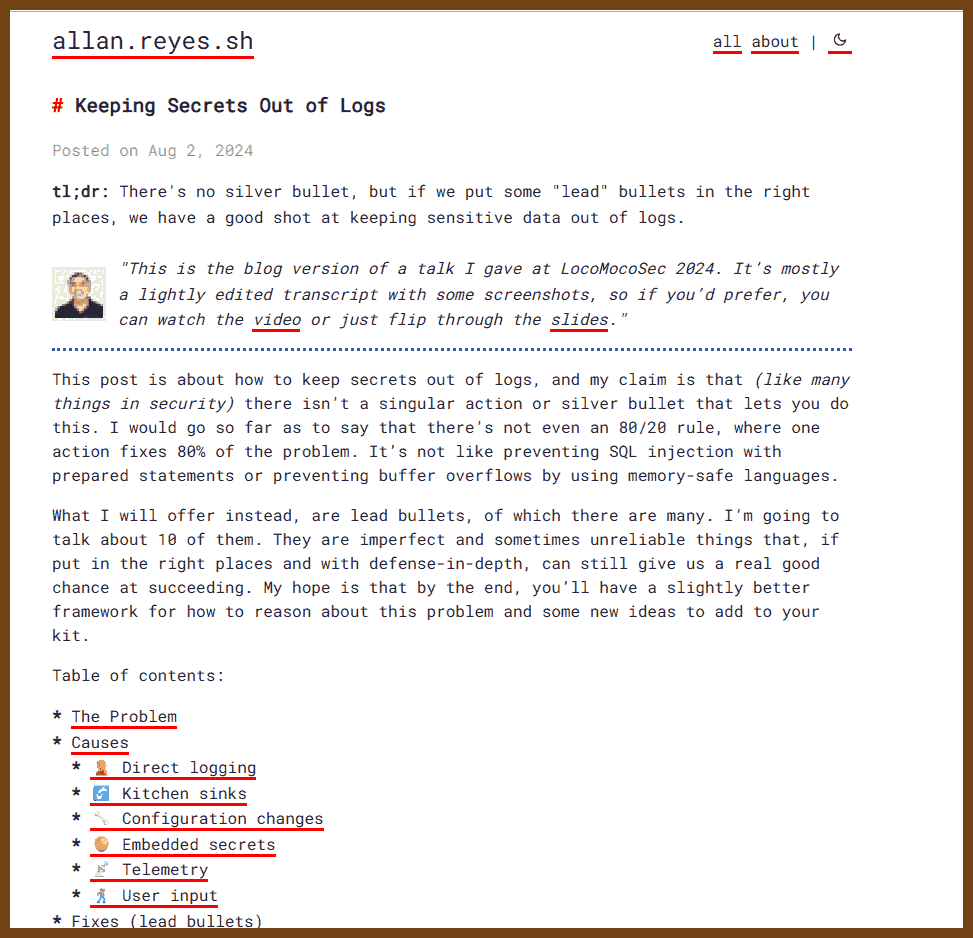 allan.reyes.sh
all about |
# Keeping Secrets Out of Logs
Posted on Aug 2, 2024
tl;dr: There's no silver bullet, but if we put some "lead" bullets in the right
places, we have a good shot at keeping sensitive data out of logs.
"This is the blog version of a talk I gave at LocoMocoSec 2024. It's mostly
a lightly edited transcript with some screenshots, so if you'd prefer, you
can watch the video or just flip through the slides."
This post is about how to keep secrets out of logs, and my claim is that (like many
things in security) there isn't a singular action or silver bullet that lets you do
this. I would go so far as to say that there's not even an 80/20 rule, where one
action fixes 80% of the problem. It's not like preventing SQL injection with
prepared statements or preventing buffer overflows by using memory-safe languages.
What I will offer instead, are lead bullets, of which there are many. I'm going to
talk about 10 of them. They are imperfect and sometimes unreliable things that, if
put in the right places and with defense-in-depth, can still give us a real good
chance at succeeding. My hope is that by the end, you'll have a slightly better
framework for how to reason about this problem and some new ideas to add to your
kit.
Table of contents:
* The Problem
* Causes
* Direct logging
* Kitchen sinks
* Configuration changes
* Embedded secrets
* Telemetry
* User input
* Fixes (lead bullets)